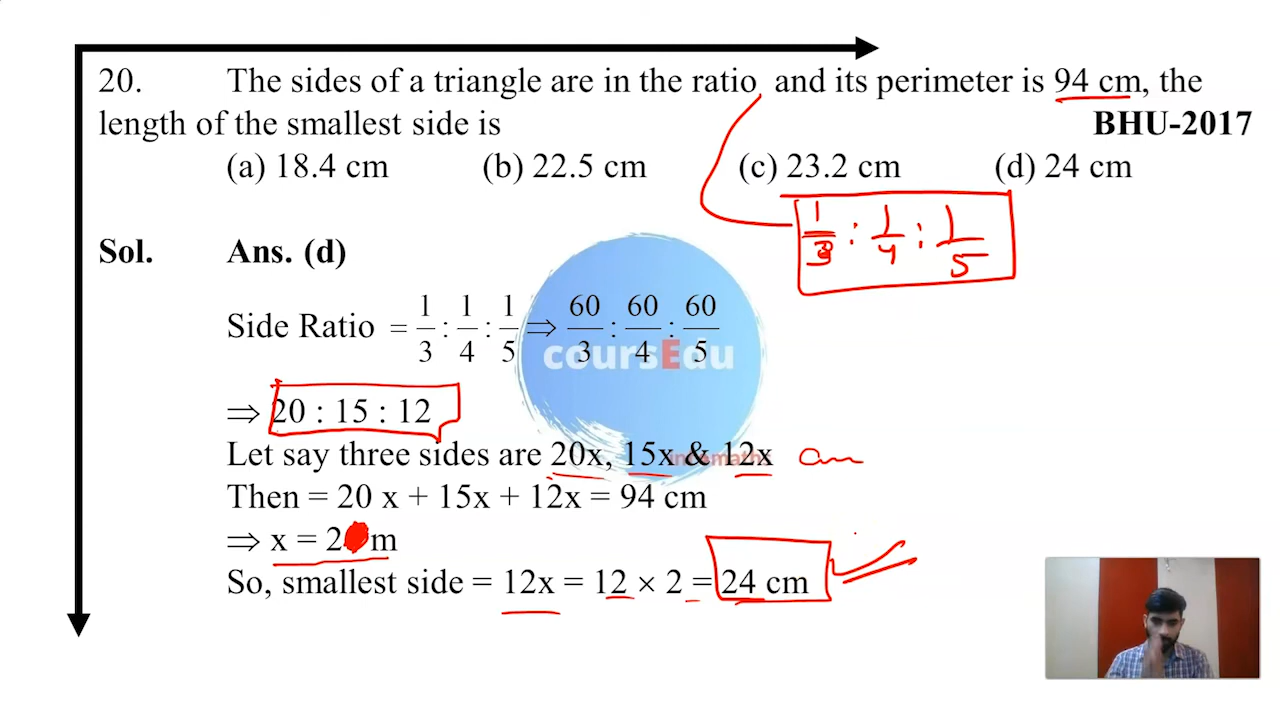 20. The sides of a triangle are in the ratio and its perimeter is 94 cm, the
length of the smallest side is BHU-2017
(a) 18.4 cm (b) 22.5 cm (c) 23.2 cm (d) 24 cm
1/3 : 1/4 : 1/5
Sol. Ans. (d)
Side Ratio = 1/3 : 1/4 : 1/5 ⇒ 60/3 : 60/4 : 60/5
coursEdu
⇒ 20 : 15 : 12
Let say three sides are 20x, 15x & 12x
Then = 20 x + 15x + 12x = 94 cm
⇒ x = 2 m
So, smallest side = 12x = 12 × 2 = 24 cm